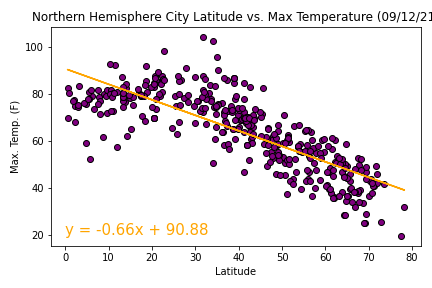 Northern Hemisphere City Latitude vs. Max Temperature (09/12/21
100
80
60
40
20
Max. Temp. (F)
y = -0.66x + 90.88
0 10 20 30 40 50 60 70 80
Latitude